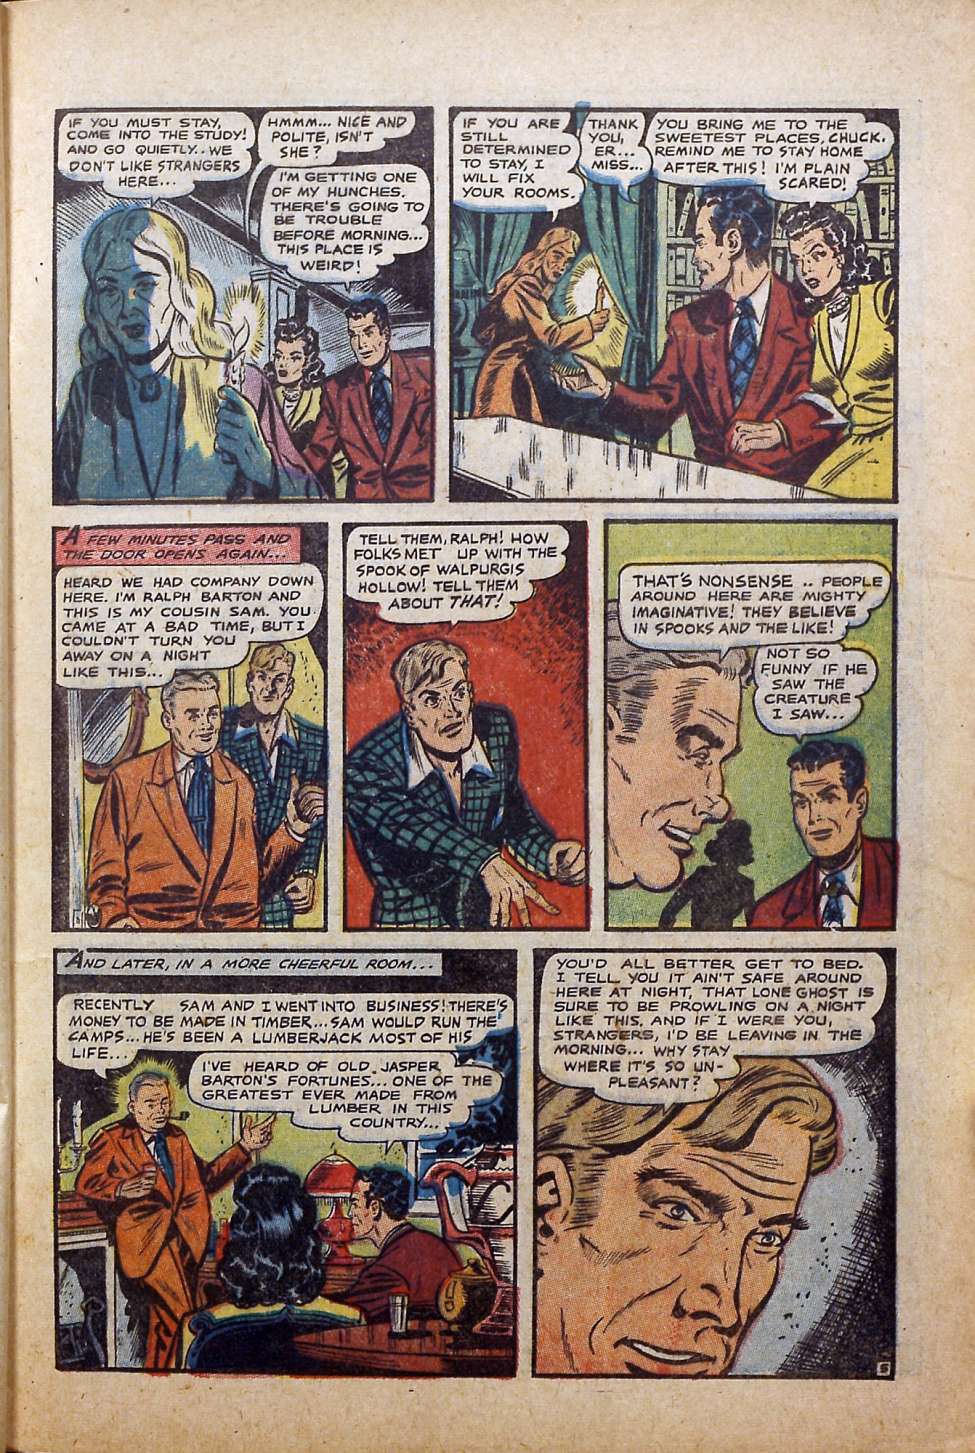 IF YOU MUST STAY,
COME INTO THE STUDY!
AND GO QUIETLY.. WE
DON'T LIKE STRANGERS
HERE...
HMMM... NICE AND
POLITE, ISN'T
SHE?
I'M GETTING ONE
OF MY HUNCHES.
THERE'S GOING TO
BE TROUBLE
BEFORE MORNING...
THIS PLACE IS
WEIRD!
IF YOU ARE
STILL
DETERMINED
TO STAY, I
WILL FIX
YOUR ROOMS.
THANK
YOU,
ER...
MISS...
YOU BRING ME TO THE
SWEETEST PLACES, CHUCK.
REMIND ME TO STAY HOME
AFTER THIS! I'M PLAIN
SCARED!
A FEW MINUTES PASS AND
THE DOOR OPENS AGAIN...
HEARD WE HAD COMPANY DOWN
HERE. I'M RALPH BARTON AND
THIS IS MY COUSIN SAM. YOU
CAME AT A BAD TIME, BUT I
COULDN'T TURN YOU
AWAY ON A NIGHT
LIKE THIS...
TELL THEM, RALPH! HOW
FOLKS MET UP WITH THE
SPOOK OF WALPURGIS
HOLLOW! TELL THEM
ABOUT THAT!
THAT'S NONSENSE .. PEOPLE
AROUND HERE ARE MIGHTY
IMAGINATIVE! THEY BELIEVE
IN SPOOKS AND THE LIKE!
NOT SO
FUNNY IF HE
SAW THE
CREATURE
I SAW...
AND LATER, IN A MORE CHEERFUL ROOM...
RECENTLY SAM AND I WENT INTO BUSINESS! THERE'S
MONEY TO BE MADE IN TIMBER... SAM WOULD RUN THE
CAMPS... HE'S BEEN A LUMBERJACK MOST OF HIS
LIFE...
I'VE HEARD OF OLD JASPER
BARTON'S FORTUNES... ONE OF THE
GREATEST EVER MADE FROM
LUMBER IN THIS
COUNTRY...
YOU'D ALL BETTER GET TO BED.
I TELL YOU IT AIN'T SAFE AROUND
HERE AT NIGHT, THAT LONE GHOST IS
SURE TO BE PROWLING ON A NIGHT
LIKE THIS, AND IF I WERE YOU,
STRANGERS, I'D BE LEAVING IN THE
MORNING... WHY STAY
WHERE IT'S SO UN-
PLEASANT?
5